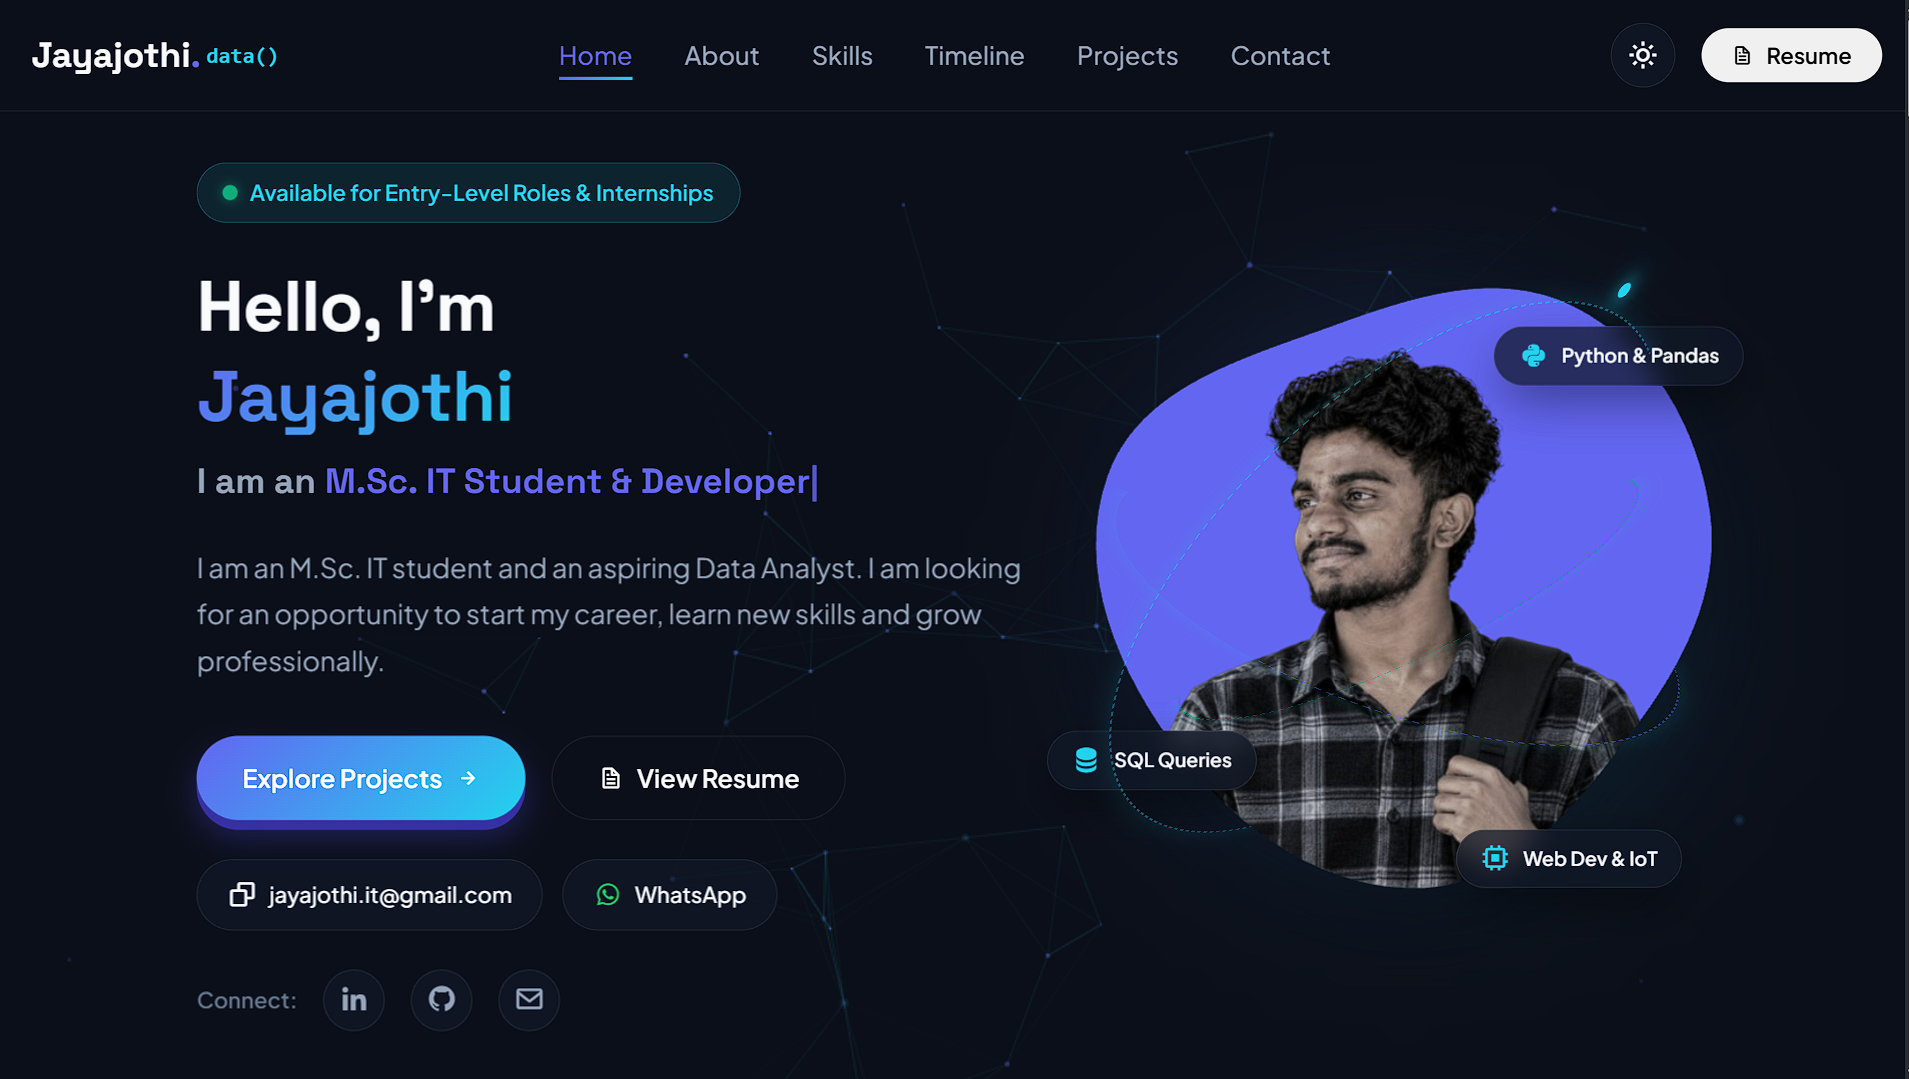 Jayajothi. data()
Home
About
Skills
Timeline
Projects
Contact
Resume
Available for Entry-Level Roles & Internships
Hello, I'm
Jayajothi
I am an M.Sc. IT Student & Developer|
I am an M.Sc. IT student and an aspiring Data Analyst. I am looking
for an opportunity to start my career, learn new skills and grow
professionally.
Explore Projects →
View Resume
jayajothi.it@gmail.com
WhatsApp
Connect:
in
Python & Pandas
SQL Queries
Web Dev & IoT